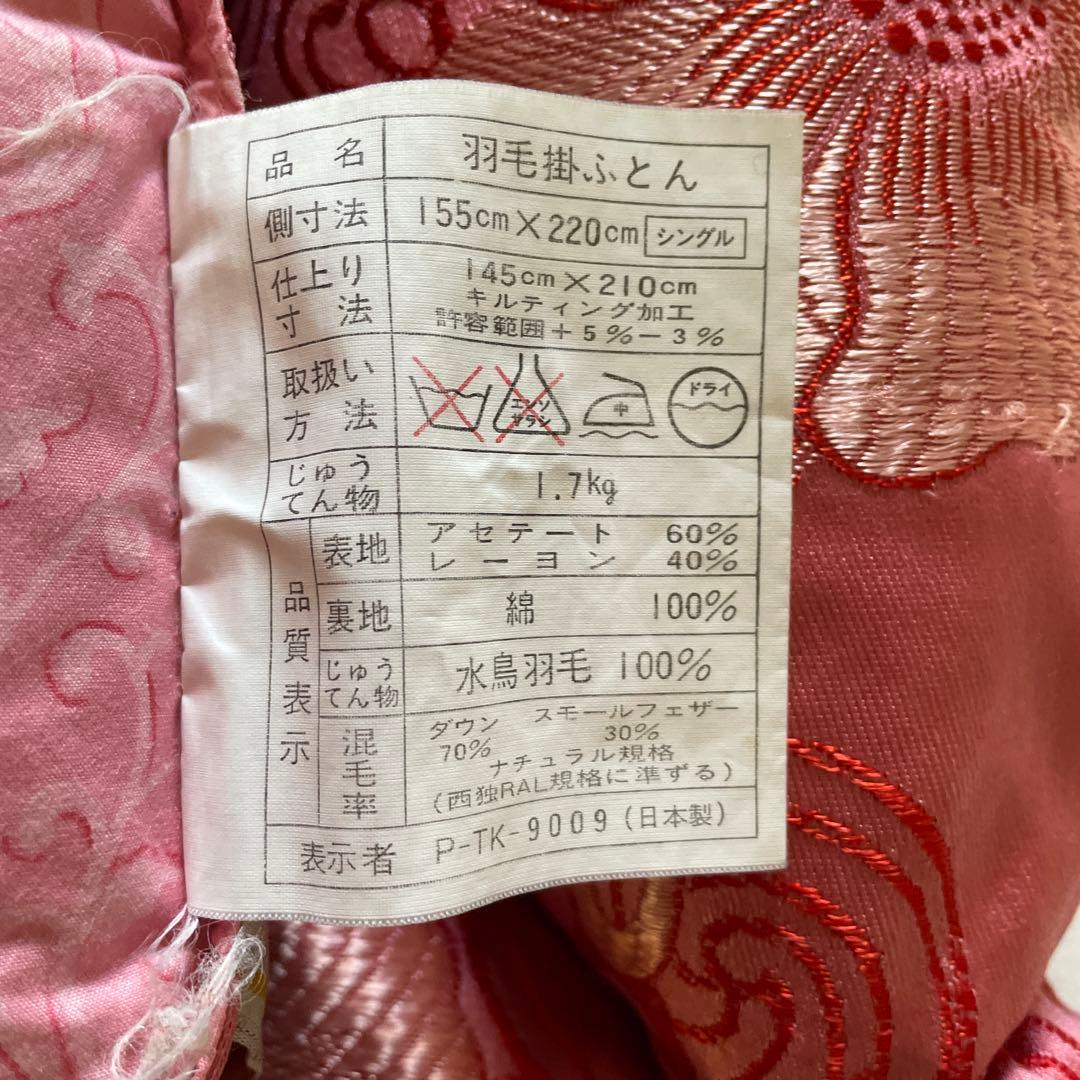 品名 羽毛掛ふとん
側寸法 155cm×220cm シングル
仕上り寸法 145cm×210cm
キルティング加工
許容範囲+5%-3%
取扱い方法 エンソサラシ 中 ドライ
じゅうてん物 1.7kg
品質表示
表地 アセテート 60%
レーヨン 40%
裏地 綿 100%
じゅうてん物 水鳥羽毛 100%
混毛率 ダウン 70% スモールフェザー 30%
ナチュラル規格
(西独RAL規格に準ずる)
表示者 P-TK-9009(日本製)